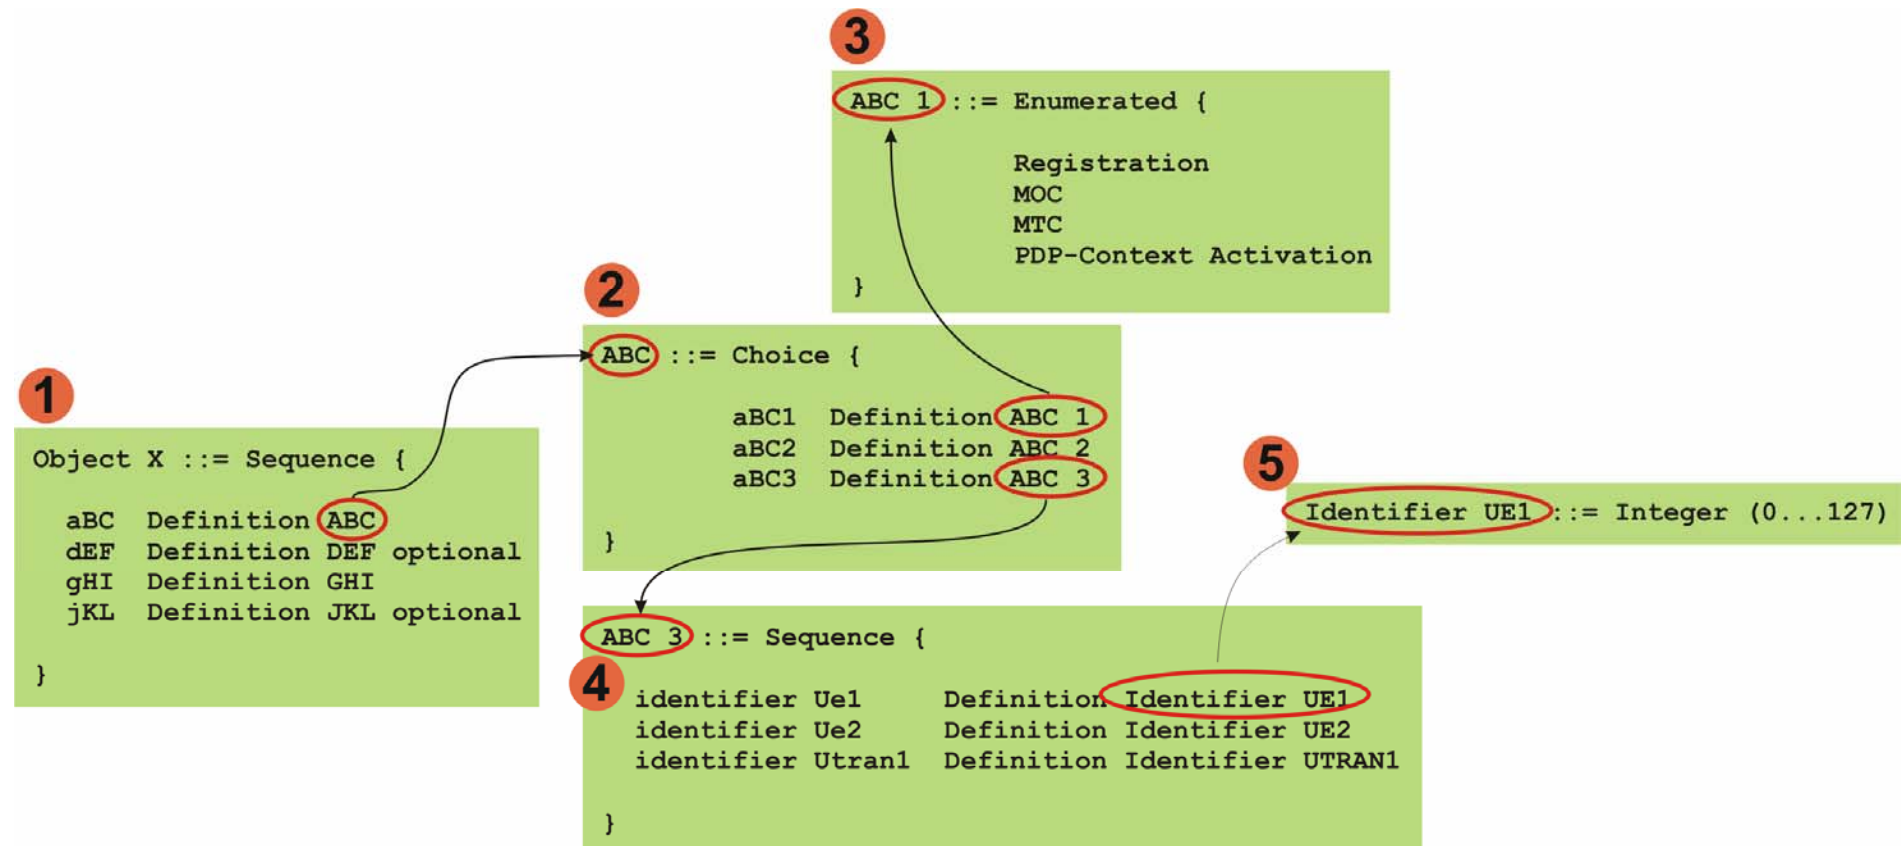 1
Object X ::= Sequence {
aBC Definition ABC
dEF Definition DEF optional
gHI Definition GHI
jKL Definition JKL optional
}
2
ABC ::= Choice {
aBC1 Definition ABC 1
aBC2 Definition ABC 2
aBC3 Definition ABC 3
}
3
ABC 1 ::= Enumerated {
Registration
MOC
MTC
PDP-Context Activation
}
4
ABC 3 ::= Sequence {
identifier Ue1 Definition Identifier UE1
identifier Ue2 Definition Identifier UE2
identifier Utran1 Definition Identifier UTRAN1
}
5
Identifier UE1 ::= Integer (0...127)